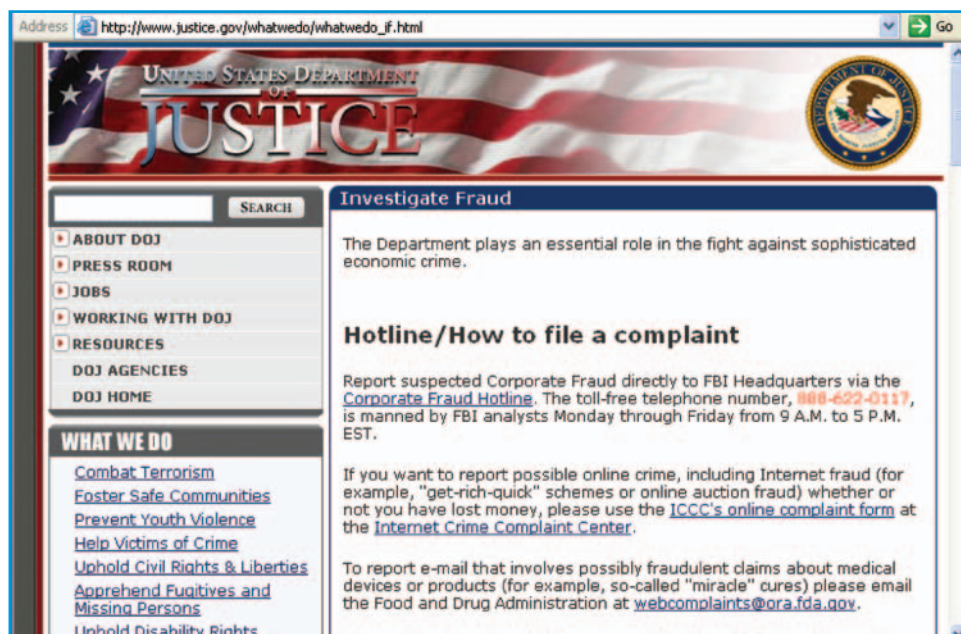 Address http://www.justice.gov/whatwedo/whatwedo_if.html Go
UNITED STATES DEPARTMENT
OF
JUSTICE
DEPARTMENT OF JUSTICE
SEARCH
ABOUT DOJ
PRESS ROOM
JOBS
WORKING WITH DOJ
RESOURCES
DOJ AGENCIES
DOJ HOME
WHAT WE DO
Combat Terrorism
Foster Safe Communities
Prevent Youth Violence
Help Victims of Crime
Uphold Civil Rights & Liberties
Apprehend Fugitives and
Missing Persons
Uphold Disability Rights
Investigate Fraud
The Department plays an essential role in the fight against sophisticated
economic crime.
Hotline/How to file a complaint
Report suspected Corporate Fraud directly to FBI Headquarters via the
Corporate Fraud Hotline. The toll-free telephone number, 888-622-0117,
is manned by FBI analysts Monday through Friday from 9 A.M. to 5 P.M.
EST.
If you want to report possible online crime, including Internet fraud (for
example, "get-rich-quick" schemes or online auction fraud) whether or
not you have lost money, please use the ICCC's online complaint form at
the Internet Crime Complaint Center.
To report e-mail that involves possibly fraudulent claims about medical
devices or products (for example, so-called "miracle" cures) please email
the Food and Drug Administration at webcomplaints@ora.fda.gov.